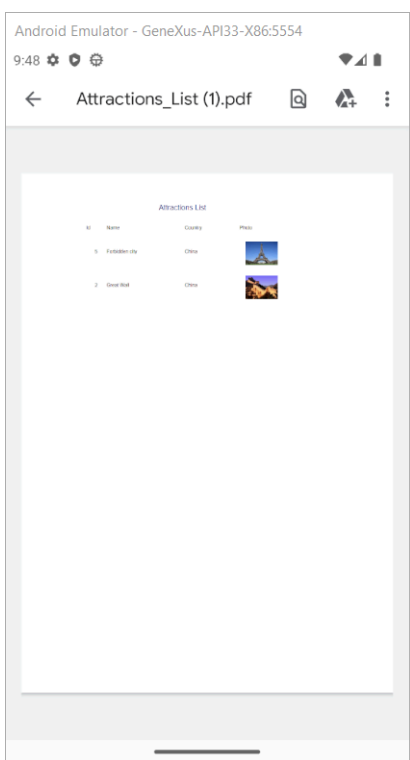 Android Emulator - GeneXus-API33-X86:5554
9:48
Attractions_List (1).pdf
Attractions List
Id Name Country Photo
5 Forbidden city China
2 Great Wall China